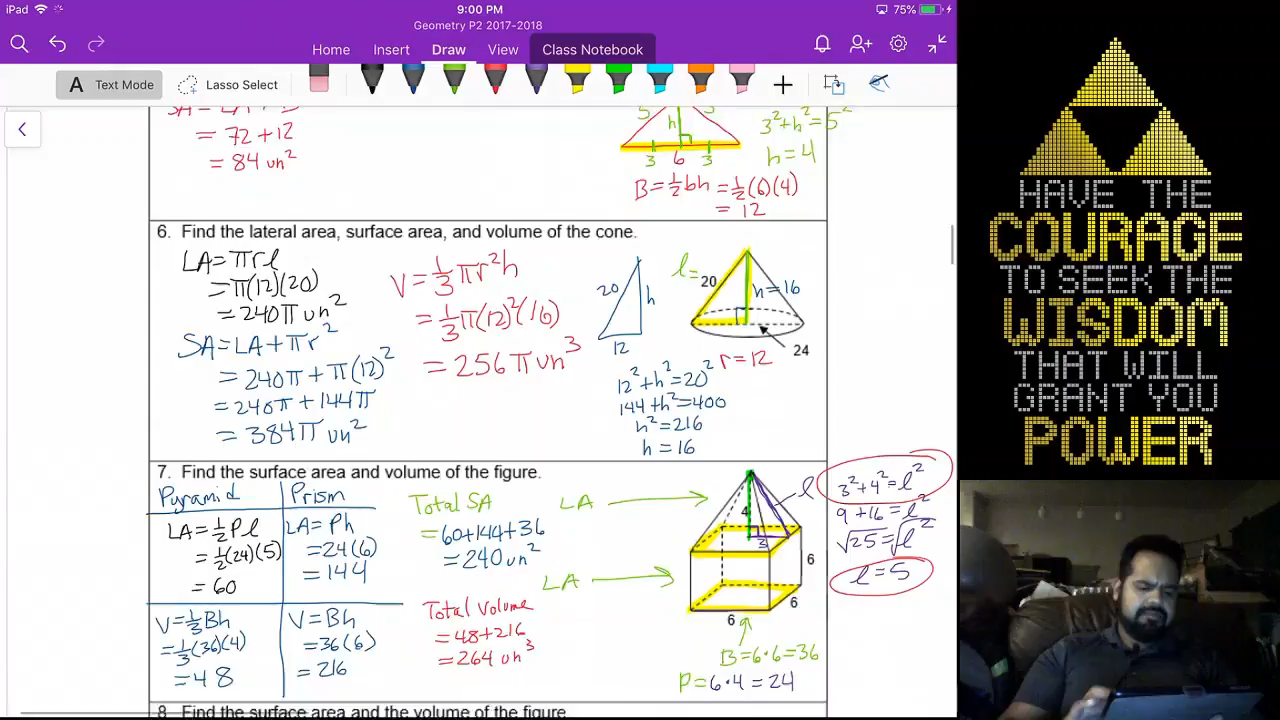 iPad
9:00 PM
75%
Geometry P2 2017-2018
Home Insert Draw View Class Notebook
A Text Mode Lasso Select
= 72 + 12
= 84 un²
5
h
3 6 3
3²+h²=5²
h=4
B=½bh=½(6)(4)
= 12
6. Find the lateral area, surface area, and volume of the cone.
LA=πrl
=π(12)(20)
=240π un²
SA=LA+πr²
=240π+π(12)²
=240π+144π
=384π un²
V=⅓πr²h
=⅓π(12)²(16)
=256π un³
20 h
12
12²+h²=20²
144+h²=400
h²=216
h=16
l=20
h=16
24
r=12
7. Find the surface area and volume of the figure.
Pyramid
LA=½Pl
=½(24)(5)
=60
V=⅓Bh
=⅓(36)(4)
=48
Prism
LA=Ph
=24(6)
=144
V=Bh
=36(6)
=216
Total SA
=60+144+36
=240un²
Total Volume
=48+216
=264 un³
LA
LA
l
4
3
6
6
6
B=6·6=36
P=6·4=24
3²+4²=l²
9+16=l²
√25=√l²
l=5
8. Find the surface area and the volume of the figure.
HAVE THE
COURAGE
TO SEEK THE
WISDOM
THAT WILL
GRANT YOU
POWER